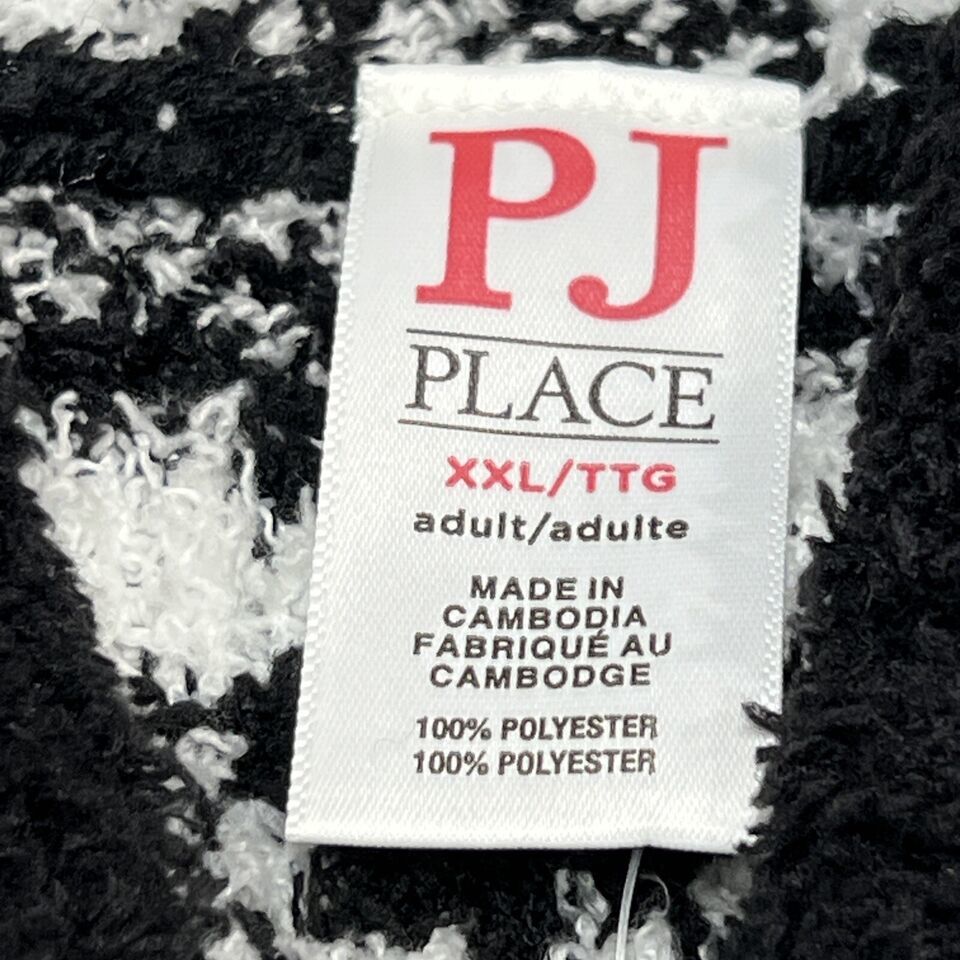 PJ
PLACE
XXL/TTG
adult/adulte
MADE IN
CAMBODIA
FABRIQUÉ AU
CAMBODGE
100% POLYESTER
100% POLYESTER